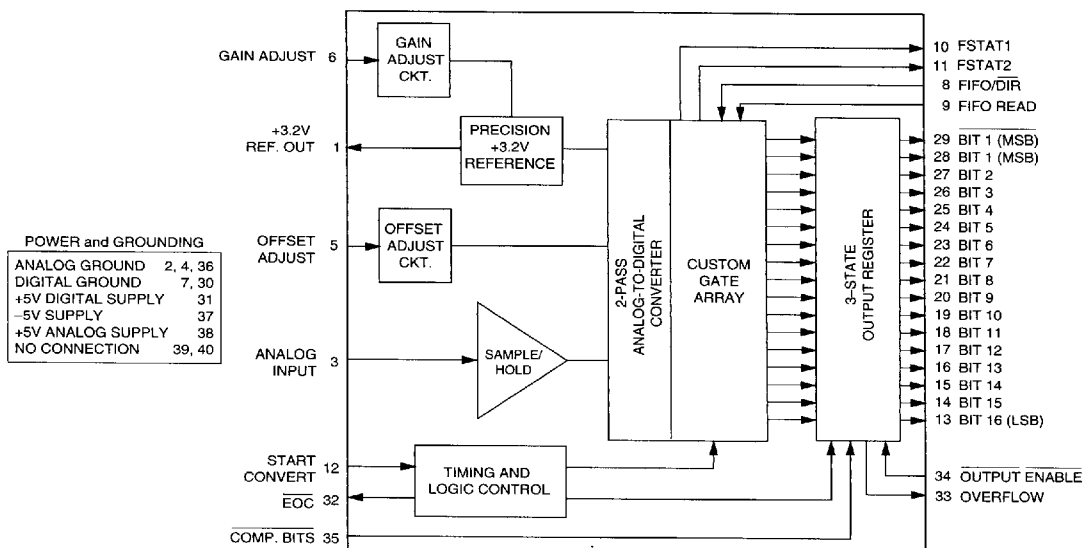 GAIN ADJUST 6
GAIN
ADJUST
CKT.
+3.2V
REF. OUT 1
PRECISION
+3.2V
REFERENCE
OFFSET
ADJUST 5
OFFSET
ADJUST
CKT.
POWER and GROUNDING
ANALOG GROUND 2, 4, 36
DIGITAL GROUND 7, 30
+5V DIGITAL SUPPLY 31
–5V SUPPLY 37
+5V ANALOG SUPPLY 38
NO CONNECTION 39, 40
ANALOG
INPUT 3
SAMPLE/
HOLD
START
CONVERT 12
EOC 32
COMP. BITS 35
TIMING AND
LOGIC CONTROL
2-PASS
ANALOG-TO-DIGITAL
CONVERTER
CUSTOM
GATE
ARRAY
3–STATE
OUTPUT REGISTER
10 FSTAT1
11 FSTAT2
8 FIFO/DIR
9 FIFO READ
29 BIT 1 (MSB)
28 BIT 1 (MSB)
27 BIT 2
26 BIT 3
25 BIT 4
24 BIT 5
23 BIT 6
22 BIT 7
21 BIT 8
20 BIT 9
19 BIT 10
18 BIT 11
17 BIT 12
16 BIT 13
15 BIT 14
14 BIT 15
13 BIT 16 (LSB)
34 OUTPUT ENABLE
33 OVERFLOW